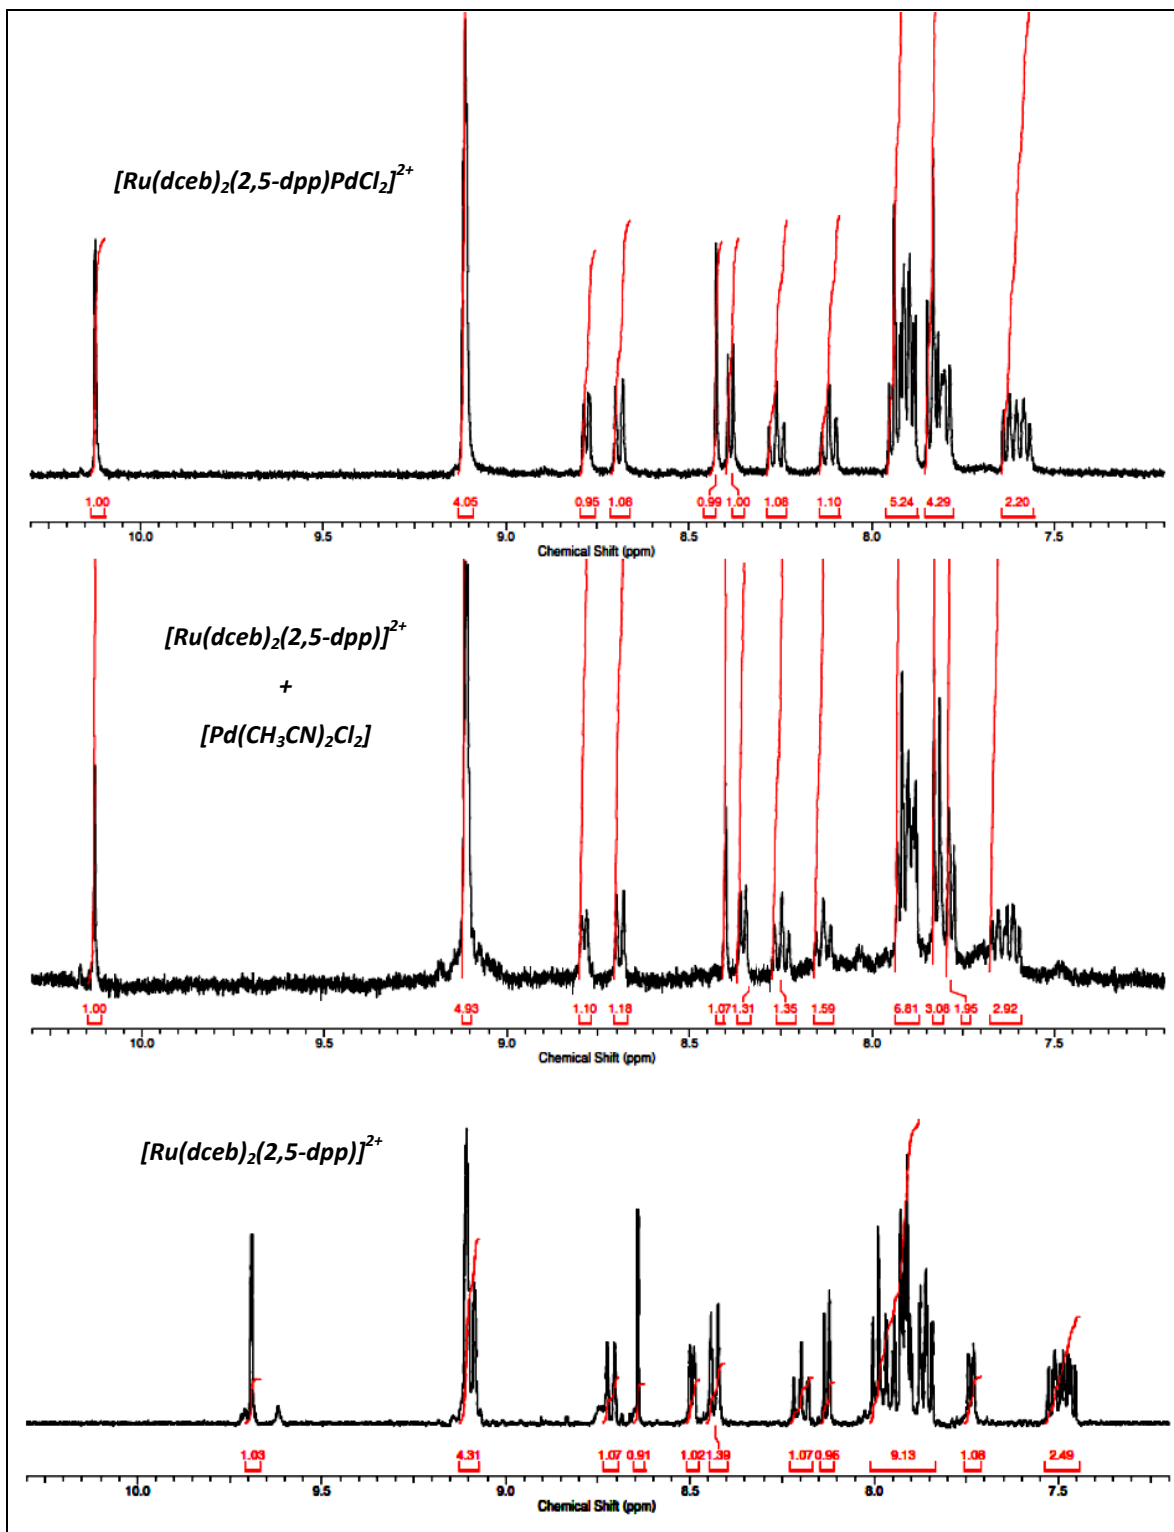 [Ru(dceb)₂(2,5-dpp)PdCl₂]²⁺
1.00 4.05 0.95 1.06 0.99 1.00 1.08 1.10 5.24 4.29 2.20
10.0 9.5 9.0 8.5 8.0 7.5
Chemical Shift (ppm)
[Ru(dceb)₂(2,5-dpp)]²⁺
+
[Pd(CH₃CN)₂Cl₂]
1.00 4.93 1.10 1.18 1.07 1.31 1.35 1.59 6.81 3.08 1.95 2.92
10.0 9.5 9.0 8.5 8.0 7.5
Chemical Shift (ppm)
[Ru(dceb)₂(2,5-dpp)]²⁺
1.03 4.31 1.07 0.91 1.02 1.39 1.07 0.96 9.13 1.08 2.49
10.0 9.5 9.0 8.5 8.0 7.5
Chemical Shift (ppm)